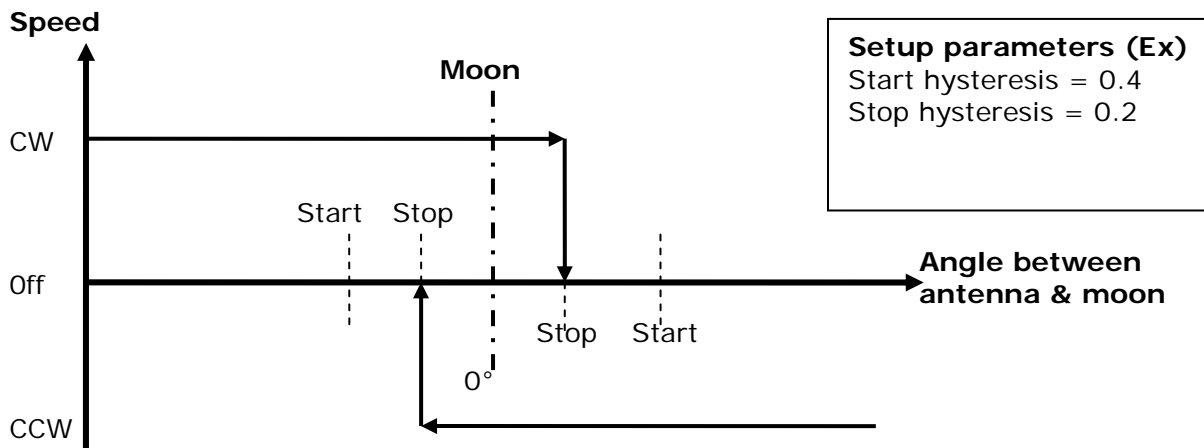 Speed
Setup parameters (Ex)
Start hysteresis = 0.4
Stop hysteresis = 0.2
Moon
CW
Start Stop
0ff
Angle between
antenna & moon
Stop Start
0°
CCW